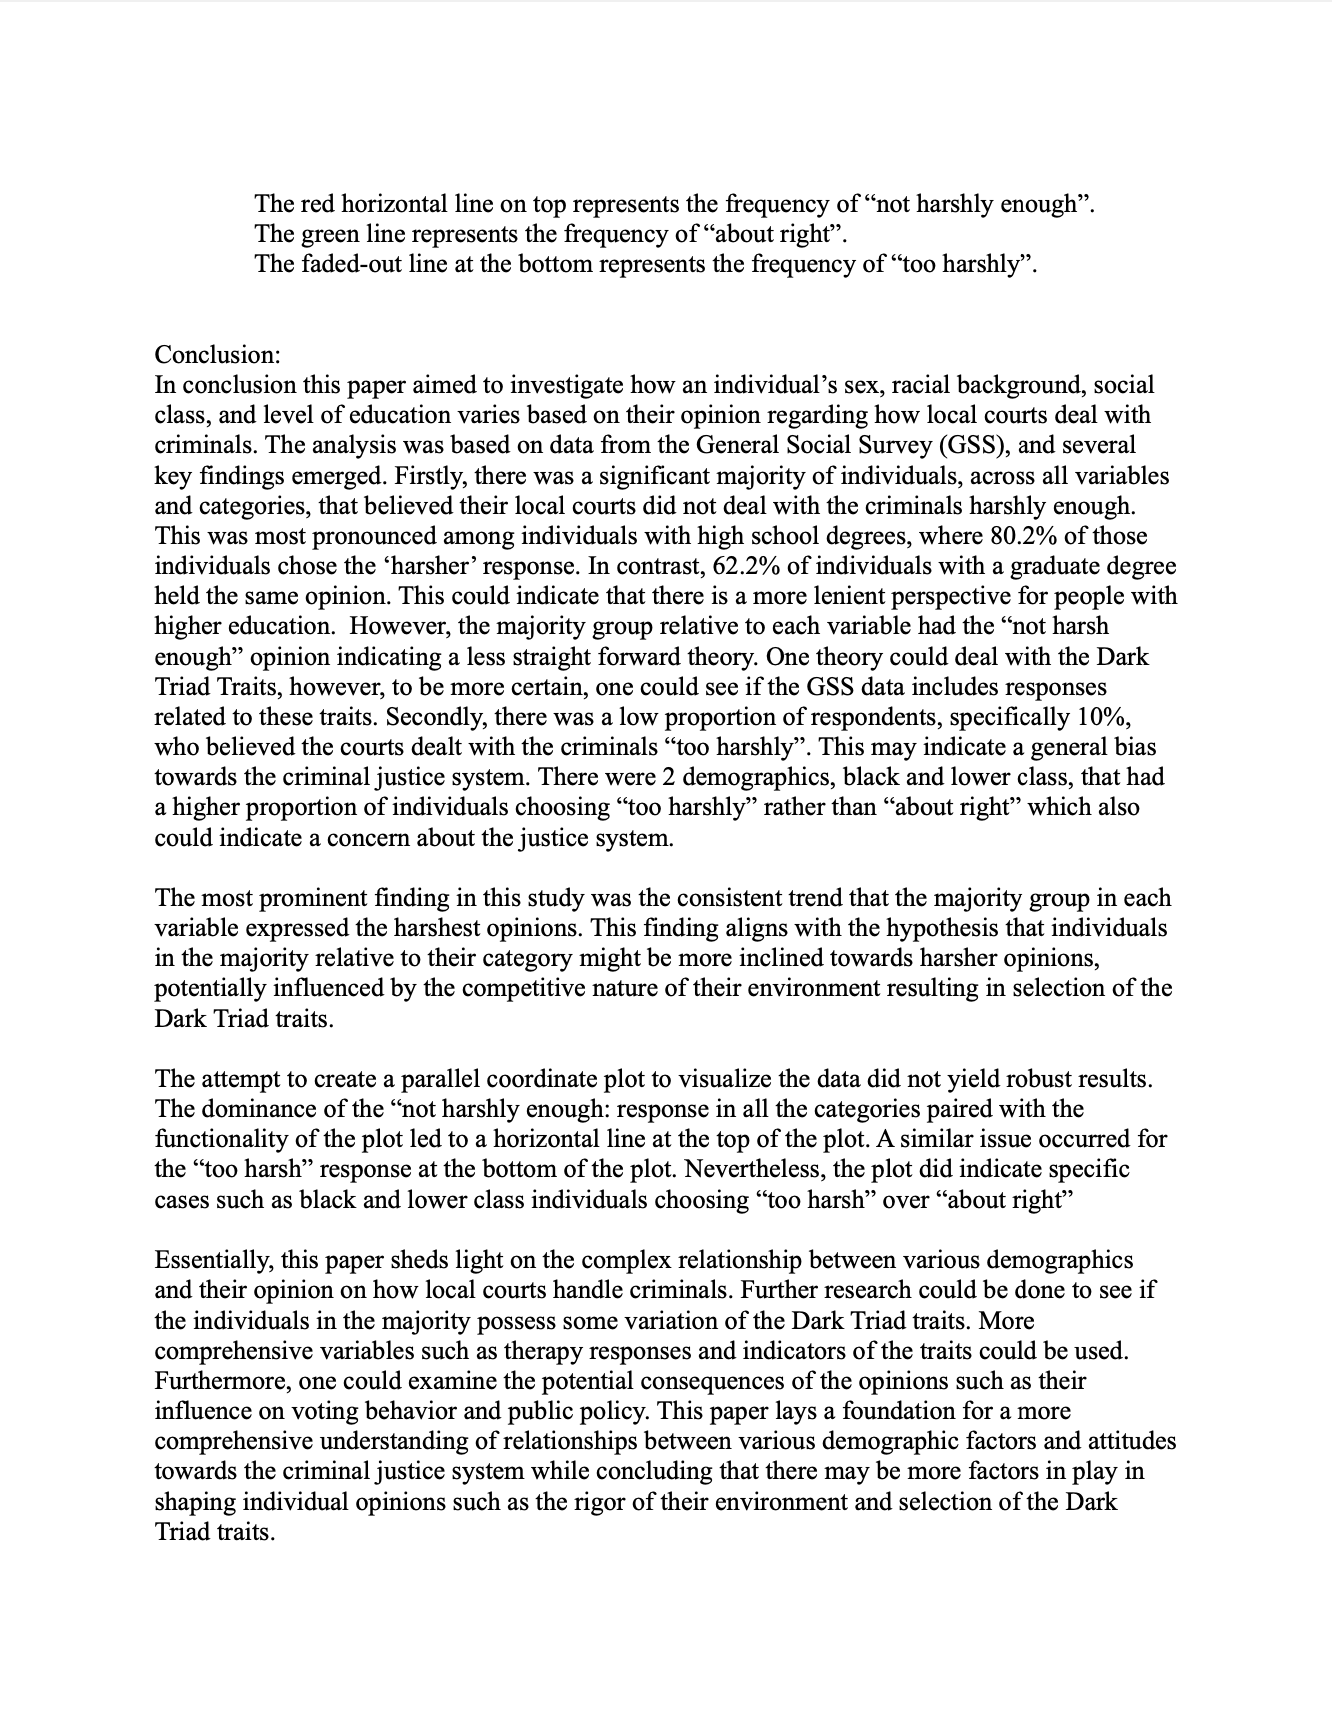 The red horizontal line on top represents the frequency of “not harshly enough”.
The green line represents the frequency of “about right”.
The faded-out line at the bottom represents the frequency of “too harshly”.
Conclusion:
In conclusion this paper aimed to investigate how an individual’s sex, racial background, social
class, and level of education varies based on their opinion regarding how local courts deal with
criminals. The analysis was based on data from the General Social Survey (GSS), and several
key findings emerged. Firstly, there was a significant majority of individuals, across all variables
and categories, that believed their local courts did not deal with the criminals harshly enough.
This was most pronounced among individuals with high school degrees, where 80.2% of those
individuals chose the ‘harsher’ response. In contrast, 62.2% of individuals with a graduate degree
held the same opinion. This could indicate that there is a more lenient perspective for people with
higher education.  However, the majority group relative to each variable had the “not harsh
enough” opinion indicating a less straight forward theory. One theory could deal with the Dark
Triad Traits, however, to be more certain, one could see if the GSS data includes responses
related to these traits. Secondly, there was a low proportion of respondents, specifically 10%,
who believed the courts dealt with the criminals “too harshly”. This may indicate a general bias
towards the criminal justice system. There were 2 demographics, black and lower class, that had
a higher proportion of individuals choosing “too harshly” rather than “about right” which also
could indicate a concern about the justice system.
The most prominent finding in this study was the consistent trend that the majority group in each
variable expressed the harshest opinions. This finding aligns with the hypothesis that individuals
in the majority relative to their category might be more inclined towards harsher opinions,
potentially influenced by the competitive nature of their environment resulting in selection of the
Dark Triad traits.
The attempt to create a parallel coordinate plot to visualize the data did not yield robust results.
The dominance of the “not harshly enough: response in all the categories paired with the
functionality of the plot led to a horizontal line at the top of the plot. A similar issue occurred for
the “too harsh” response at the bottom of the plot. Nevertheless, the plot did indicate specific
cases such as black and lower class individuals choosing “too harsh” over “about right”
Essentially, this paper sheds light on the complex relationship between various demographics
and their opinion on how local courts handle criminals. Further research could be done to see if
the individuals in the majority possess some variation of the Dark Triad traits. More
comprehensive variables such as therapy responses and indicators of the traits could be used.
Furthermore, one could examine the potential consequences of the opinions such as their
influence on voting behavior and public policy. This paper lays a foundation for a more
comprehensive understanding of relationships between various demographic factors and attitudes
towards the criminal justice system while concluding that there may be more factors in play in
shaping individual opinions such as the rigor of their environment and selection of the Dark
Triad traits.